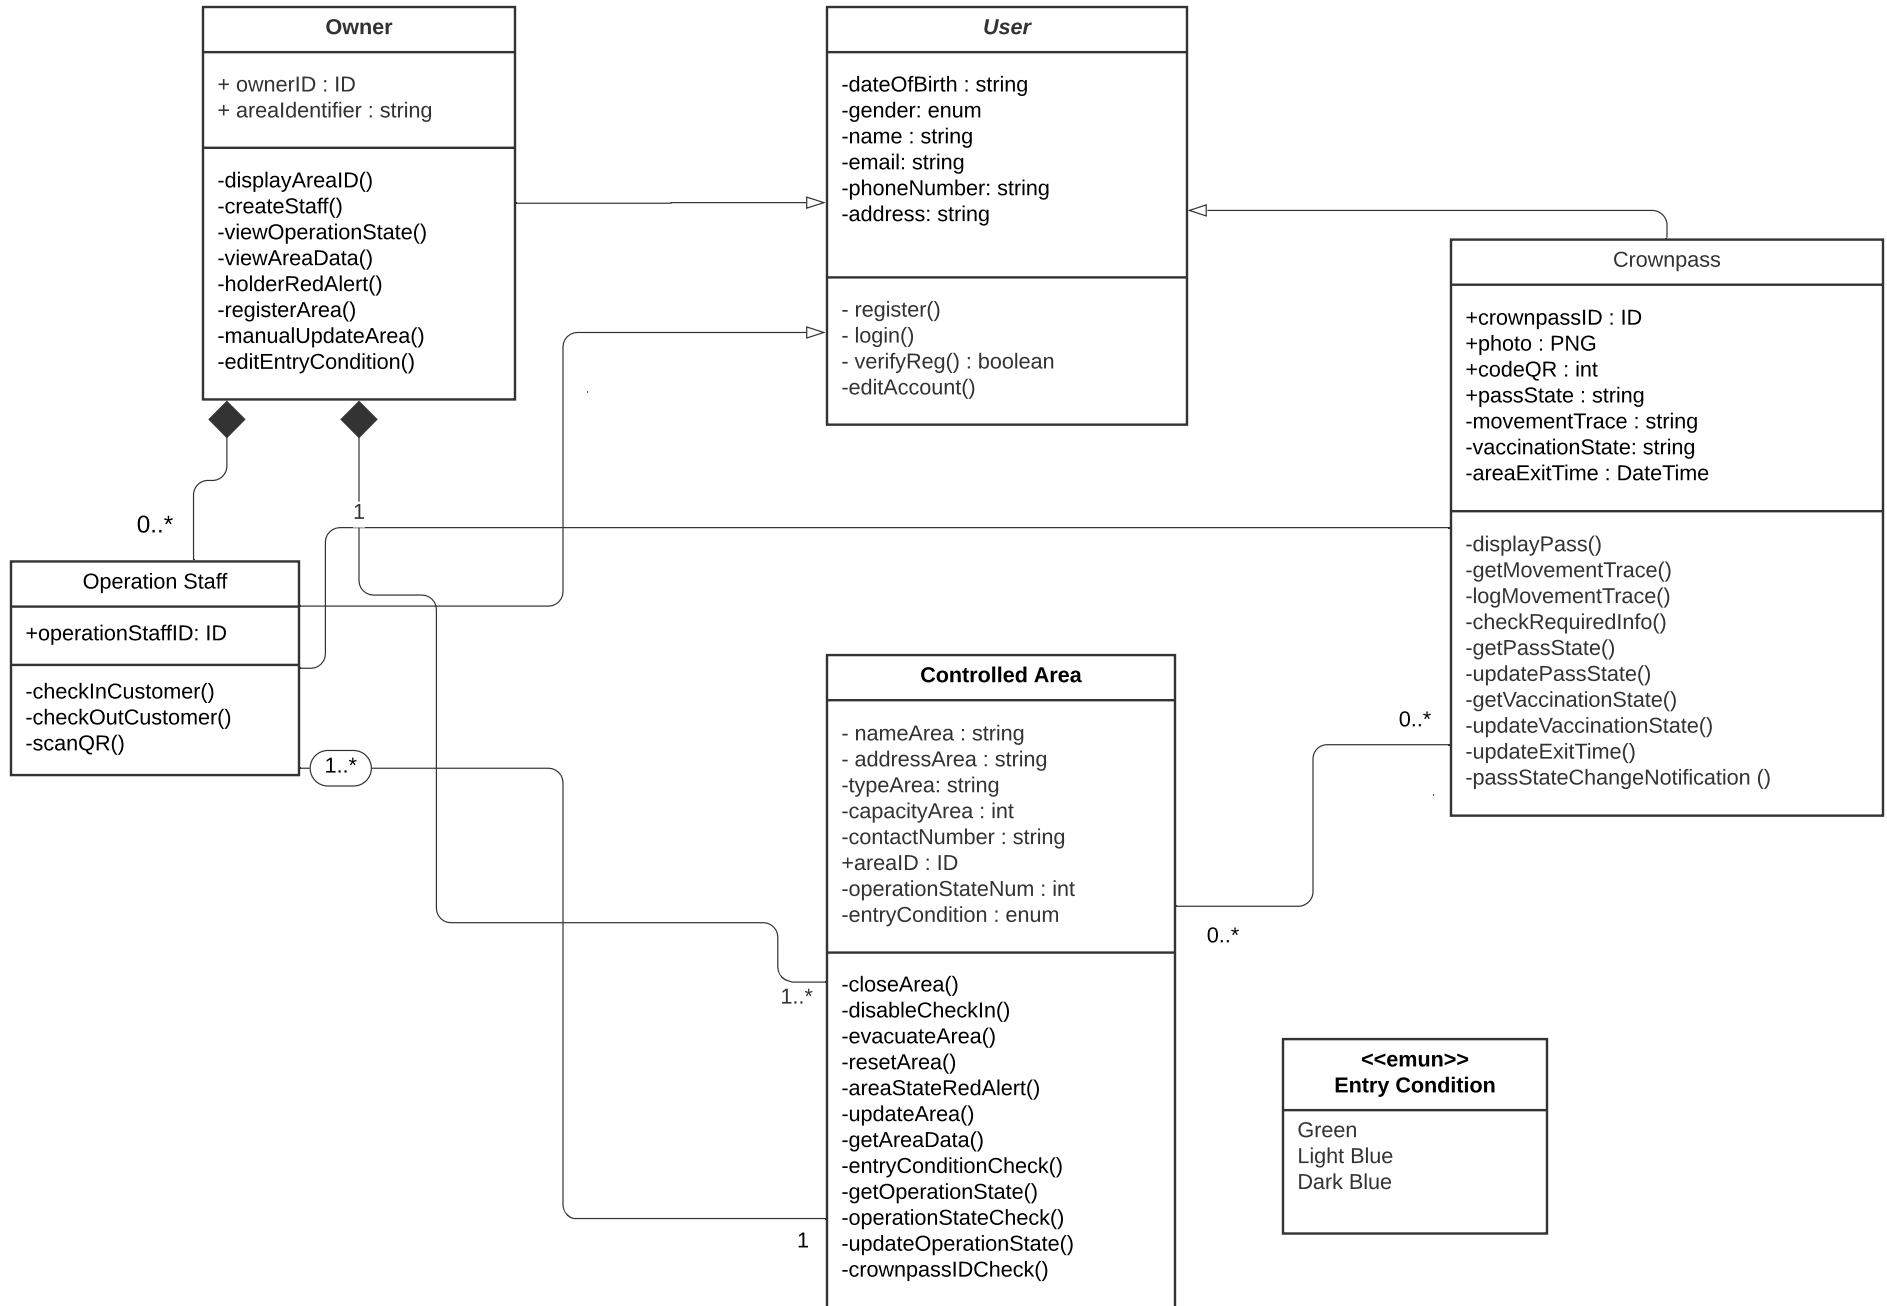 Owner
+ ownerID : ID
+ areaIdentifier : string
-displayAreaID()
-createStaff()
-viewOperationState()
-viewAreaData()
-holderRedAlert()
-registerArea()
-manualUpdateArea()
-editEntryCondition()
User
-dateOfBirth : string
-gender: enum
-name : string
-email: string
-phoneNumber: string
-address: string
- register()
- login()
- verifyReg() : boolean
-editAccount()
Crownpass
+crownpassID : ID
+photo : PNG
+codeQR : int
+passState : string
-movementTrace : string
-vaccinationState: string
-areaExitTime : DateTime
-displayPass()
-getMovementTrace()
-logMovementTrace()
-checkRequiredInfo()
-getPassState()
-updatePassState()
-getVaccinationState()
-updateVaccinationState()
-updateExitTime()
-passStateChangeNotification ()
0..*
1
Operation Staff
+operationStaffID: ID
-checkInCustomer()
-checkOutCustomer()
-scanQR()
1..*
Controlled Area
- nameArea : string
- addressArea : string
-typeArea: string
-capacityArea : int
-contactNumber : string
+areaID : ID
-operationStateNum : int
-entryCondition : enum
-closeArea()
-disableCheckIn()
-evacuateArea()
-resetArea()
-areaStateRedAlert()
-updateArea()
-getAreaData()
-entryConditionCheck()
-getOperationState()
-operationStateCheck()
-updateOperationState()
-crownpassIDCheck()
0..*
0..*
1..*
1
<<emun>>
Entry Condition
Green
Light Blue
Dark Blue